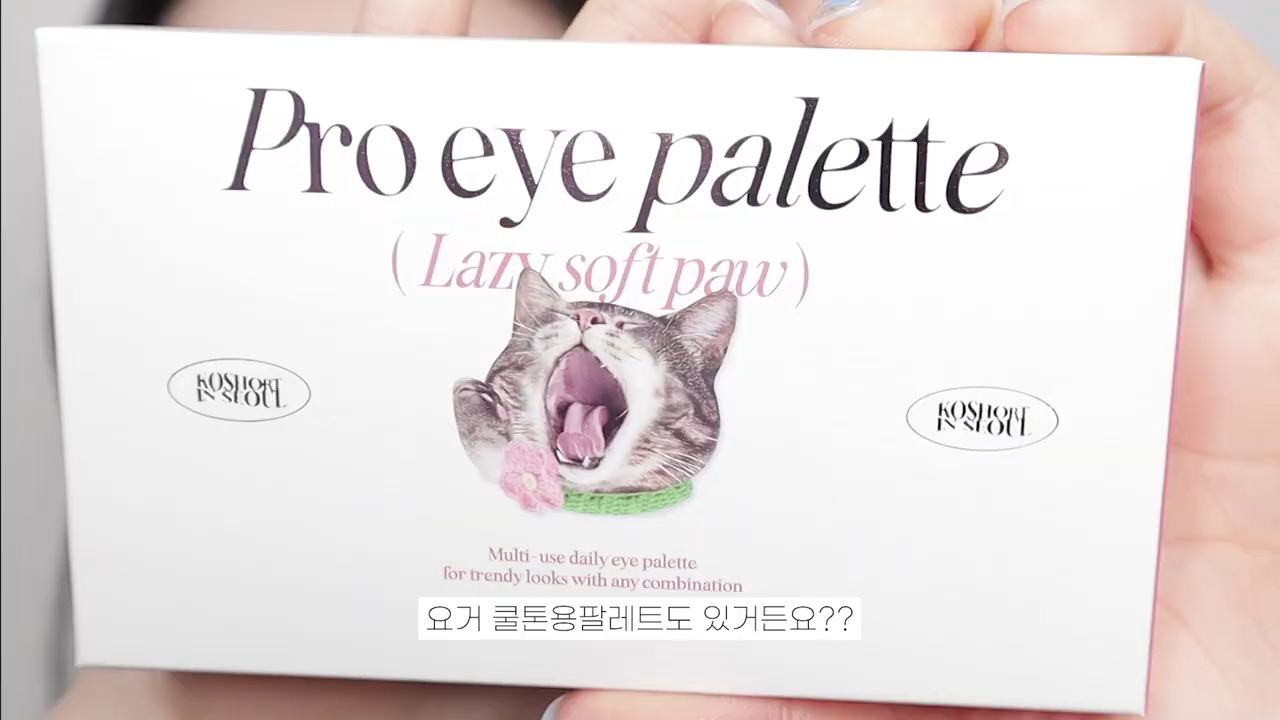 Pro eye palette
( Lazy soft paw )
KOSHORT
IN SEOUL
KOSHORT
IN SEOUL
Multi-use daily eye palette
for trendy looks with any combination
요거 쿨톤용팔레트도 있거든요??